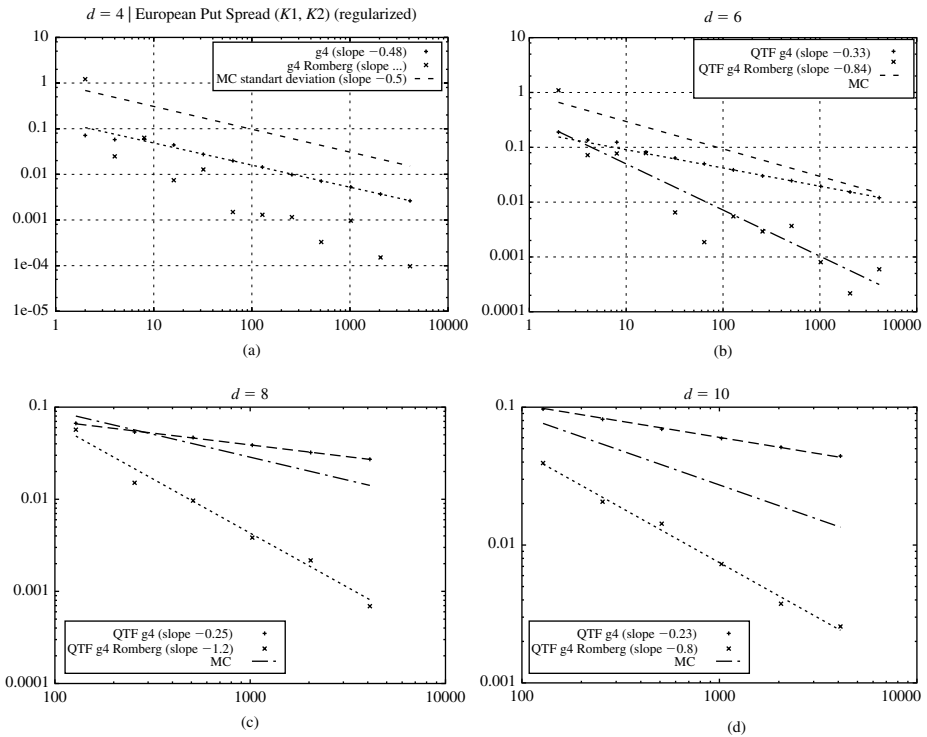 d = 4 | European Put Spread (K1, K2) (regularized)
10
1
0.1
0.01
0.001
1e-04
1e-05
1
10
100
1000
10000
g4 (slope −0.48)
g4 Romberg (slope ...)
MC standart deviation (slope −0.5)
(a)
d = 6
10
1
0.1
0.01
0.001
0.0001
1
10
100
1000
10000
QTF g4 (slope −0.33)
QTF g4 Romberg (slope −0.84)
MC
(b)
d = 8
0.1
0.01
0.001
0.0001
100
1000
10000
QTF g4 (slope −0.25)
QTF g4 Romberg (slope −1.2)
MC
(c)
d = 10
0.1
0.01
0.001
100
1000
10000
QTF g4 (slope −0.23)
QTF g4 Romberg (slope −0.8)
MC
(d)